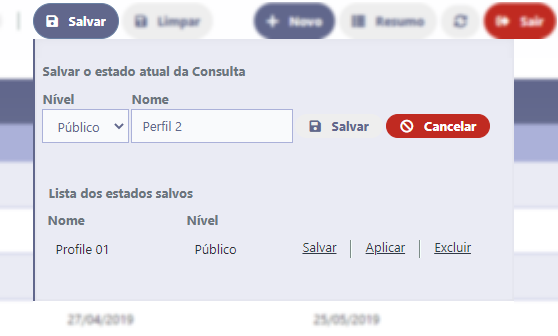 Salvar Limpar Novo Resumo Sair
Salvar o estado atual da Consulta
Nível Nome
Público Perfil 2 Salvar Cancelar
Lista dos estados salvos
Nome Nível
Profile 01 Público Salvar Aplicar Excluir
27/04/2019 25/05/2019